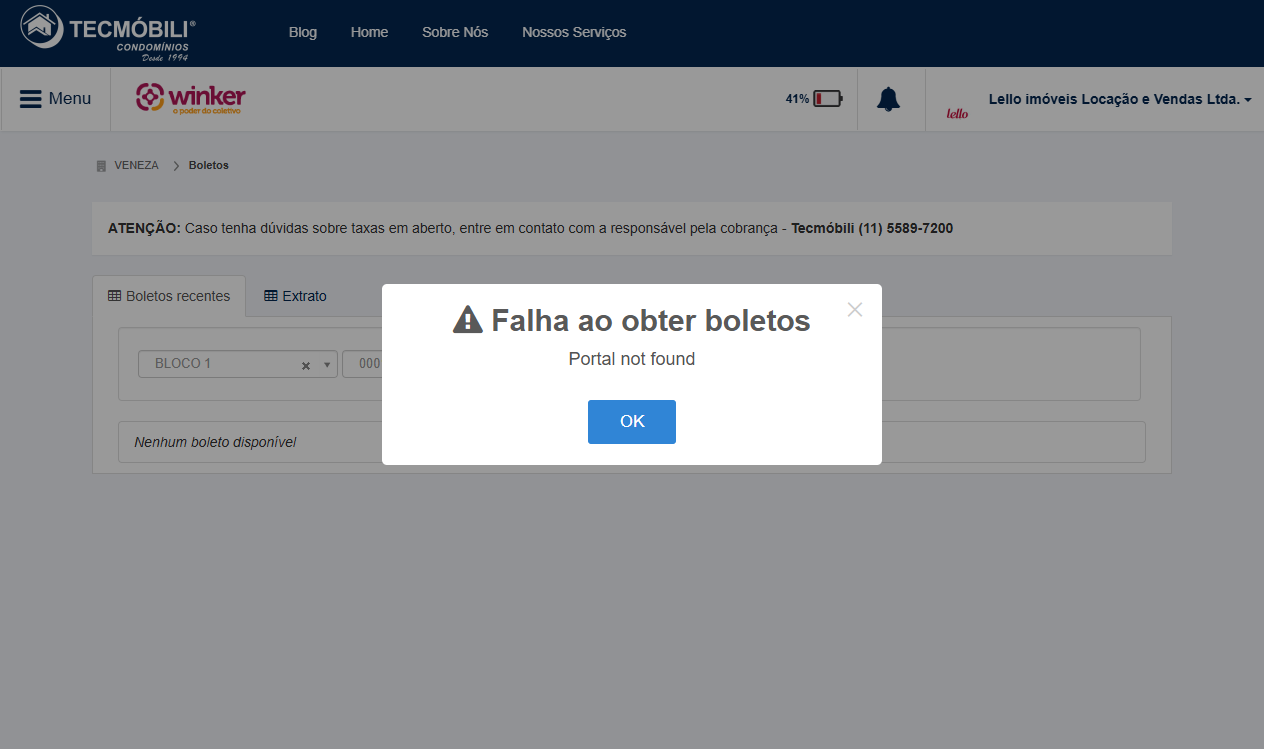 TECMÓBILI®
CONDOMÍNIOS
Desde 1994
Blog Home Sobre Nós Nossos Serviços
Menu
winker
o poder do coletivo
41%
lello
Lello imóveis Locação e Vendas Ltda.
VENEZA > Boletos
ATENÇÃO: Caso tenha dúvidas sobre taxas em aberto, entre em contato com a responsável pela cobrança - Tecmóbili (11) 5589-7200
Boletos recentes Extrato
Falha ao obter boletos
×
Portal not found
OK
BLOCO 1 × 000
Nenhum boleto disponível